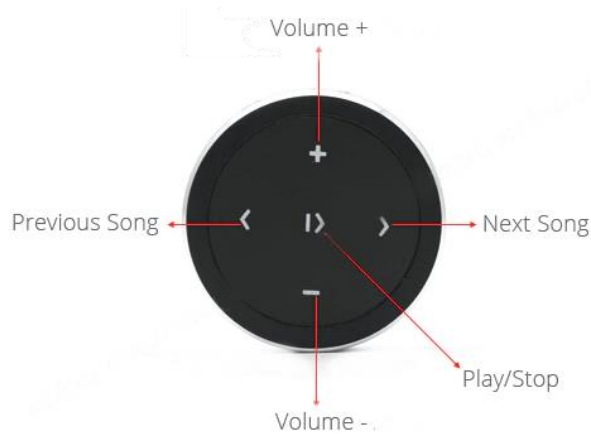 Volume +
Previous Song
Next Song
Play/Stop
Volume -